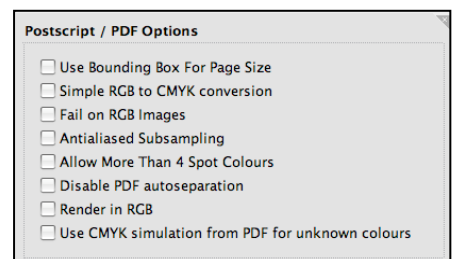 Postscript / PDF Options
Use Bounding Box For Page Size
Simple RGB to CMYK conversion
Fail on RGB Images
Antialiased Subsampling
Allow More Than 4 Spot Colours
Disable PDF autoseparation
Render in RGB
Use CMYK simulation from PDF for unknown colours